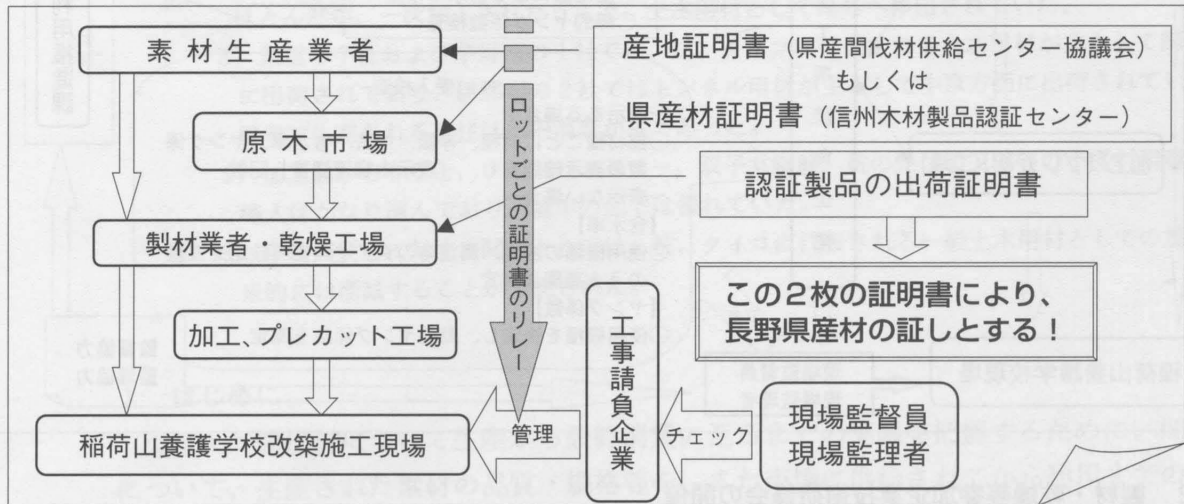 素材生産業者
原木市場
製材業者・乾燥工場
加工、プレカット工場
稲荷山養護学校改築施工現場
ロットごとの証明書のリレー
産地証明書（県産間伐材供給センター協議会）
もしくは
県産材証明書（信州木材製品認証センター）
認証製品の出荷証明書
この２枚の証明書により、
長野県産材の証しとする！
管理
工事請負企業
チェック
現場監督員
現場監理者